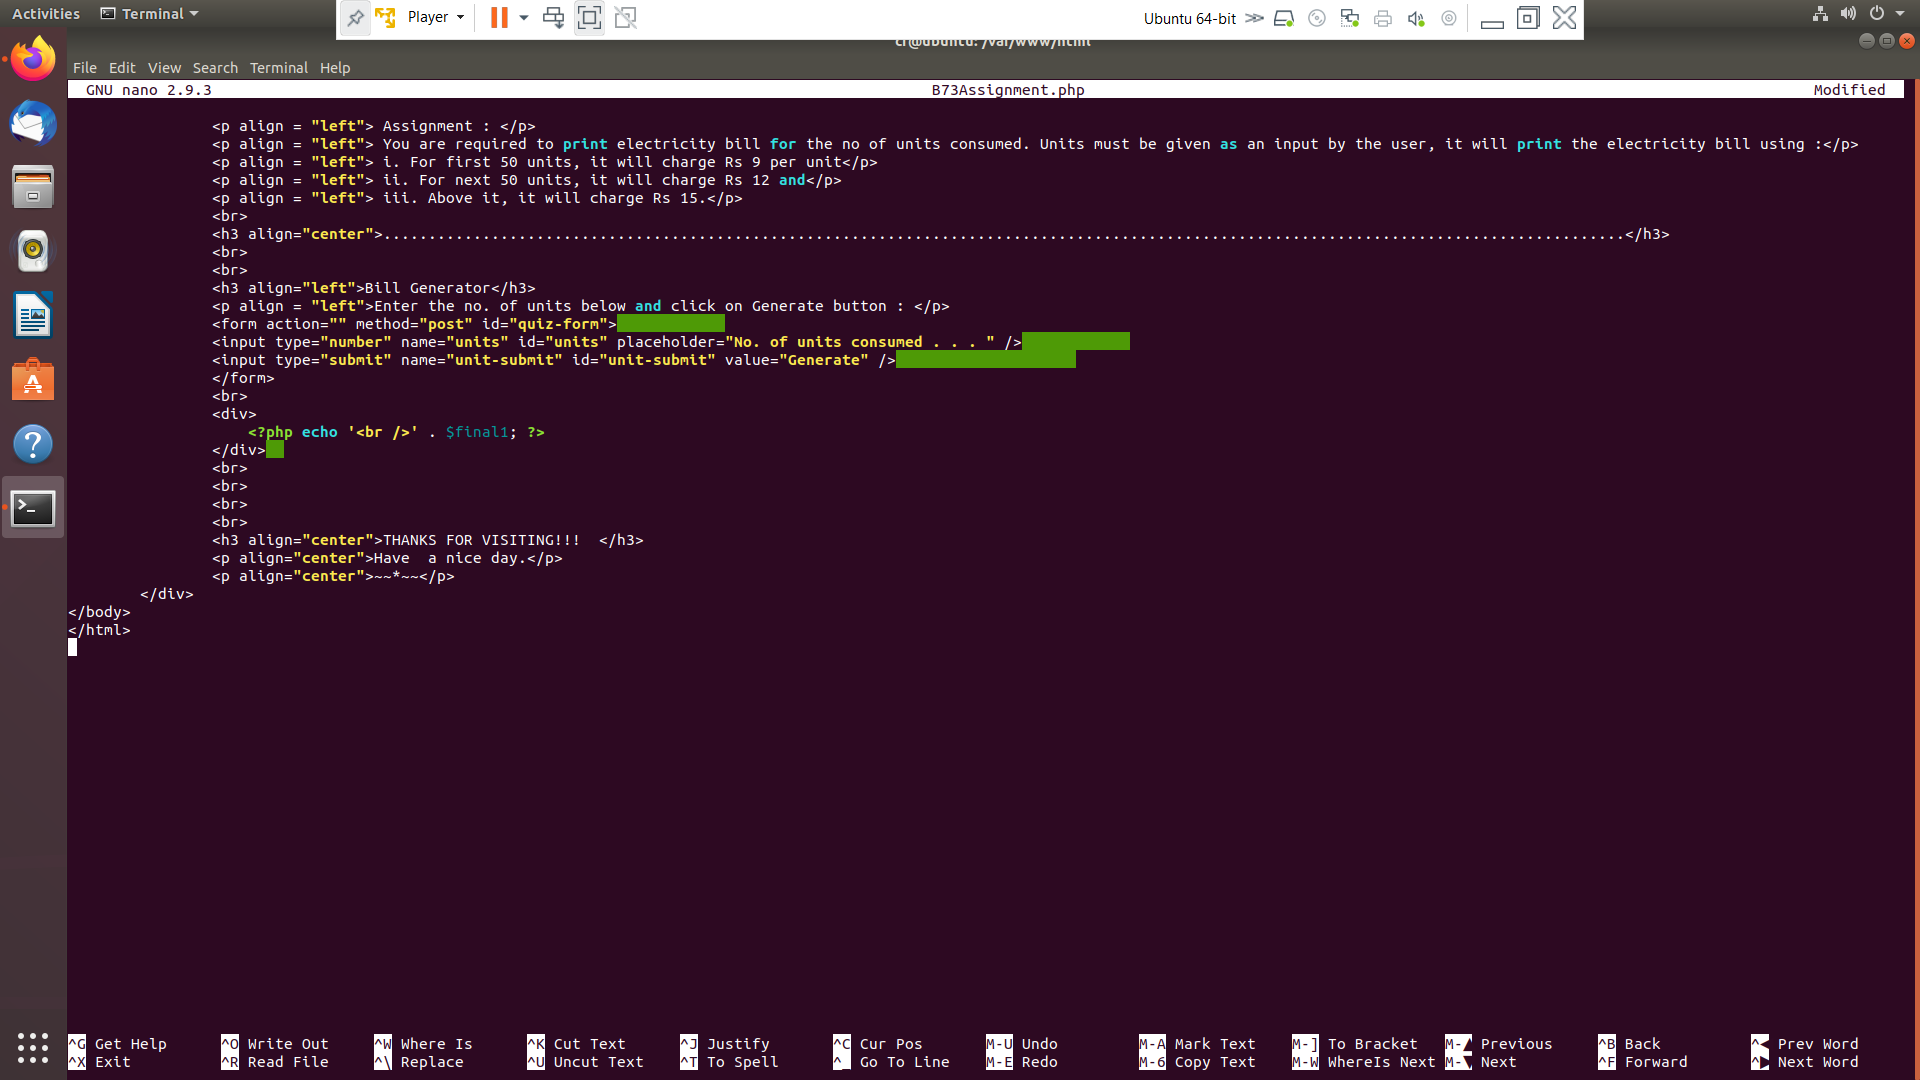 Activities Terminal Player Ubuntu 64-bit
cr@ubuntu: /var/www/html
File Edit View Search Terminal Help
GNU nano 2.9.3 B73Assignment.php Modified
<p align = "left"> Assignment : </p>
<p align = "left"> You are required to print electricity bill for the no of units consumed. Units must be given as an input by the user, it will print the electricity bill using :</p>
<p align = "left"> i. For first 50 units, it will charge Rs 9 per unit</p>
<p align = "left"> ii. For next 50 units, it will charge Rs 12 and</p>
<p align = "left"> iii. Above it, it will charge Rs 15.</p>
<br>
<h3 align="center">..........................................................................................................................................</h3>
<br>
<br>
<h3 align="left">Bill Generator</h3>
<p align = "left">Enter the no. of units below and click on Generate button : </p>
<form action="" method="post" id="quiz-form">
<input type="number" name="units" id="units" placeholder="No. of units consumed . . . " />
<input type="submit" name="unit-submit" id="unit-submit" value="Generate" />
</form>
<br>
<div>
<?php echo '<br />' . $final1; ?>
</div>
<br>
<br>
<br>
<br>
<h3 align="center">THANKS FOR VISITING!!!  </h3>
<p align="center">Have  a nice day.</p>
<p align="center">~~*~~</p>
</div>
</body>
</html>
^G Get Help ^O Write Out ^W Where Is ^K Cut Text ^J Justify ^C Cur Pos M-U Undo M-A Mark Text M-] To Bracket M-▲ Previous ^B Back ^◀ Prev Word
^X Exit ^R Read File ^\ Replace ^U Uncut Text ^T To Spell ^_ Go To Line M-E Redo M-6 Copy Text M-W WhereIs Next M-▼ Next ^F Forward ^▶ Next Word